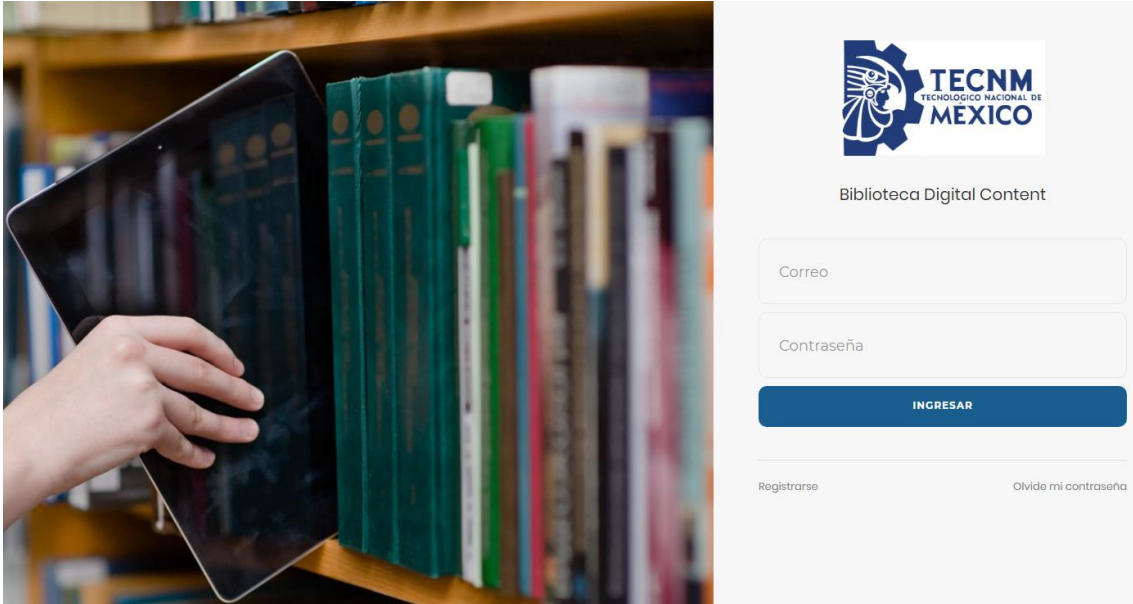 TECNM
TECNOLÓGICO NACIONAL DE
MÉXICO
Biblioteca Digital Content
Correo
Contraseña
INGRESAR
Registrarse
Olvide mi contraseña